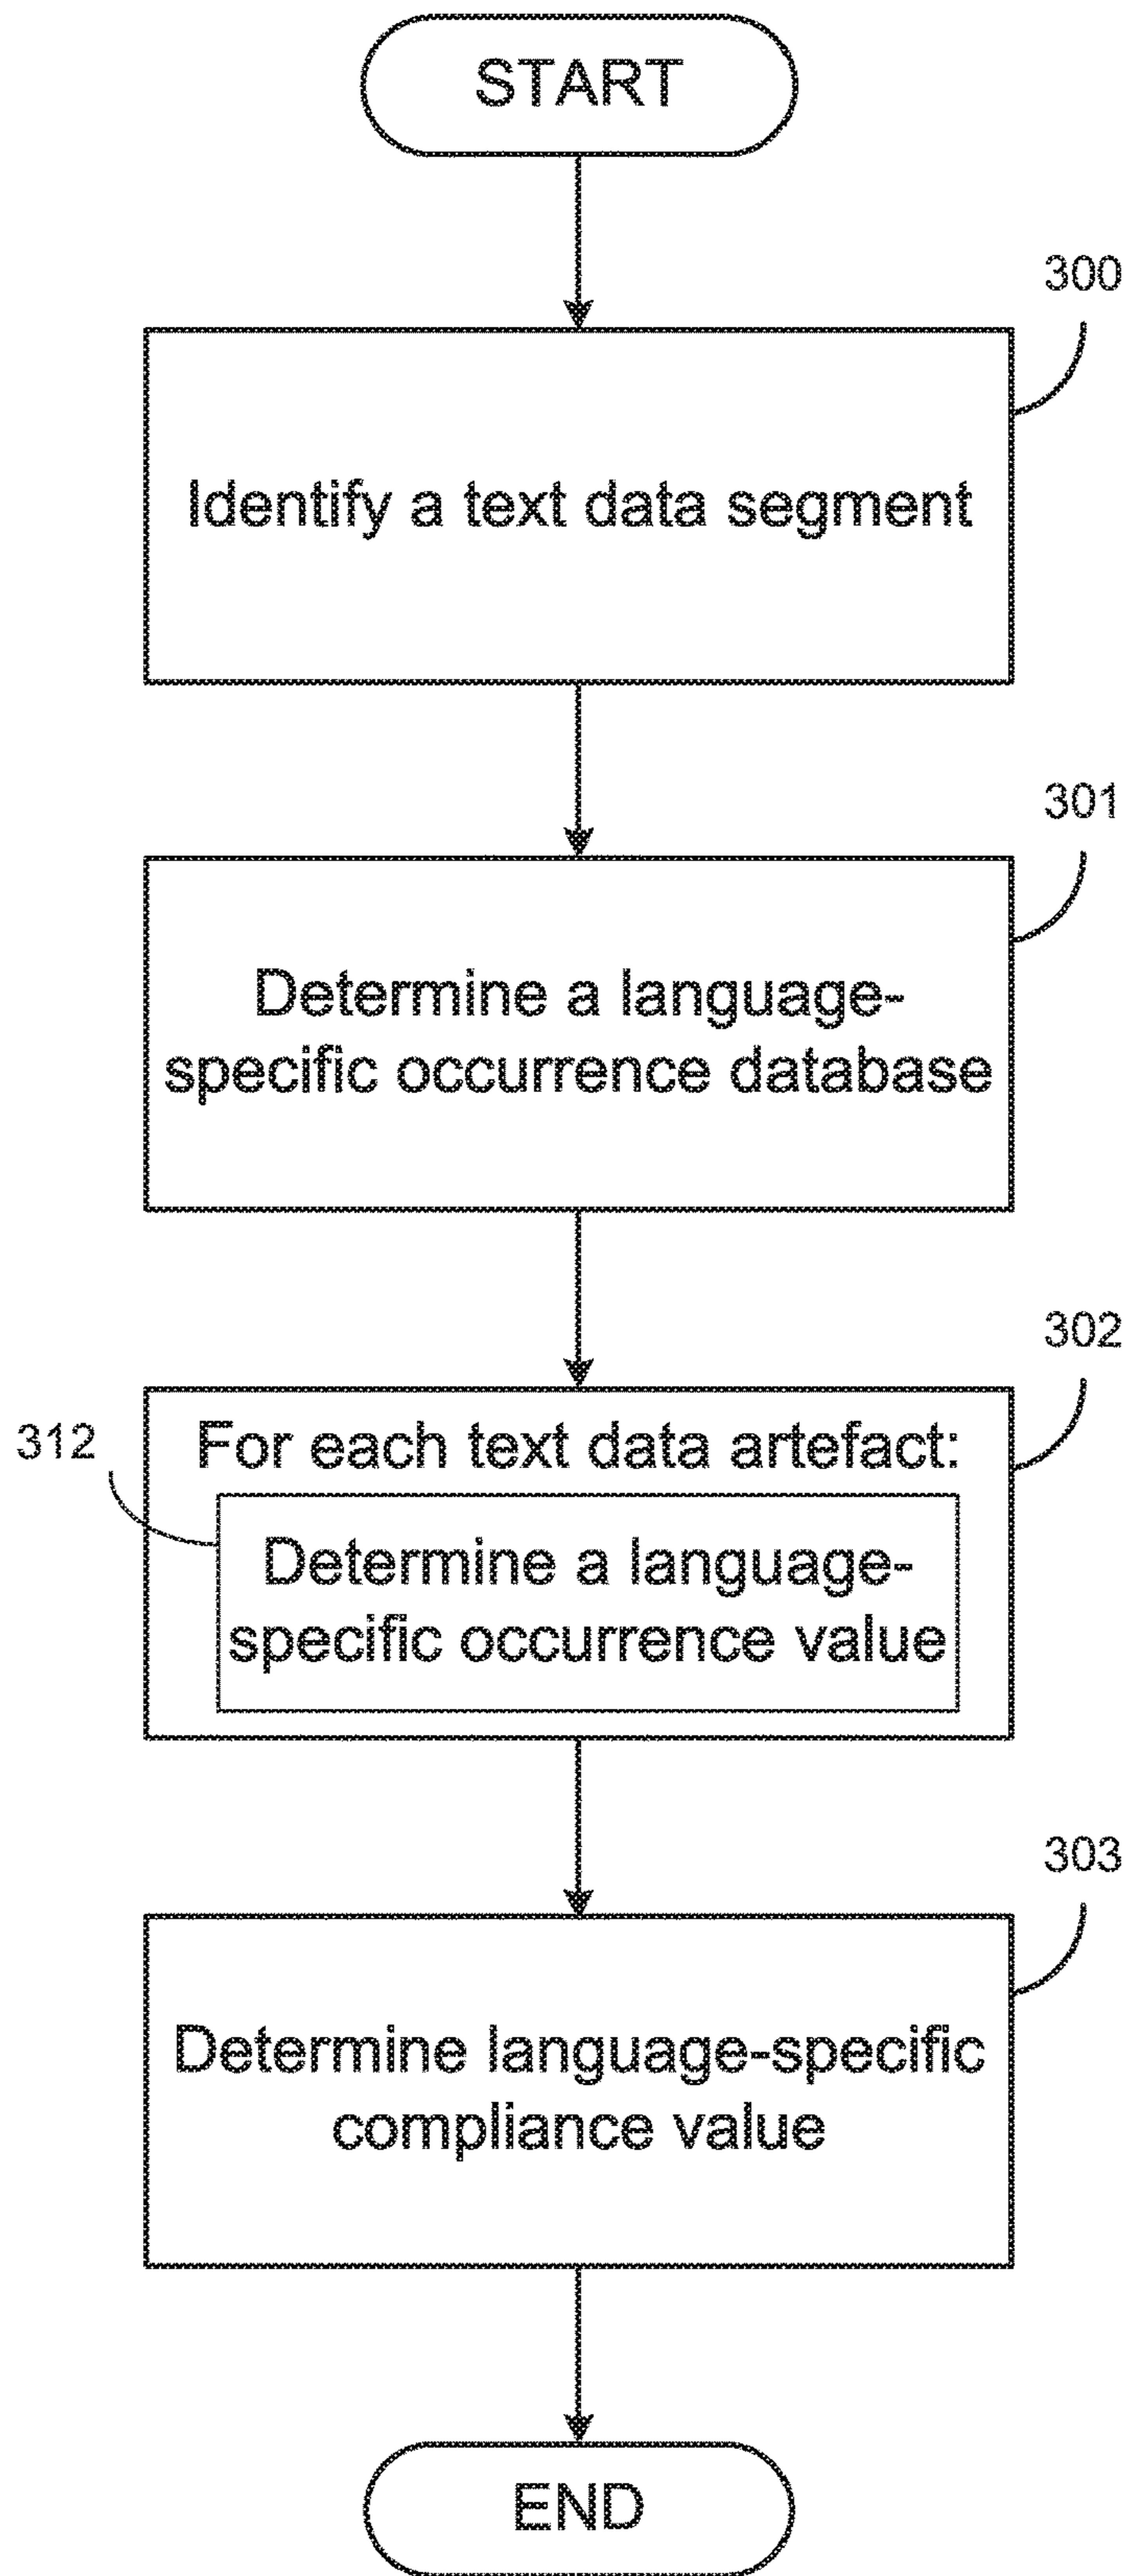 START
300
Identify a text data segment
301
Determine a language-
specific occurrence database
302
312
For each text data artefact:
Determine a language-
specific occurrence value
303
Determine language-specific
compliance value
END